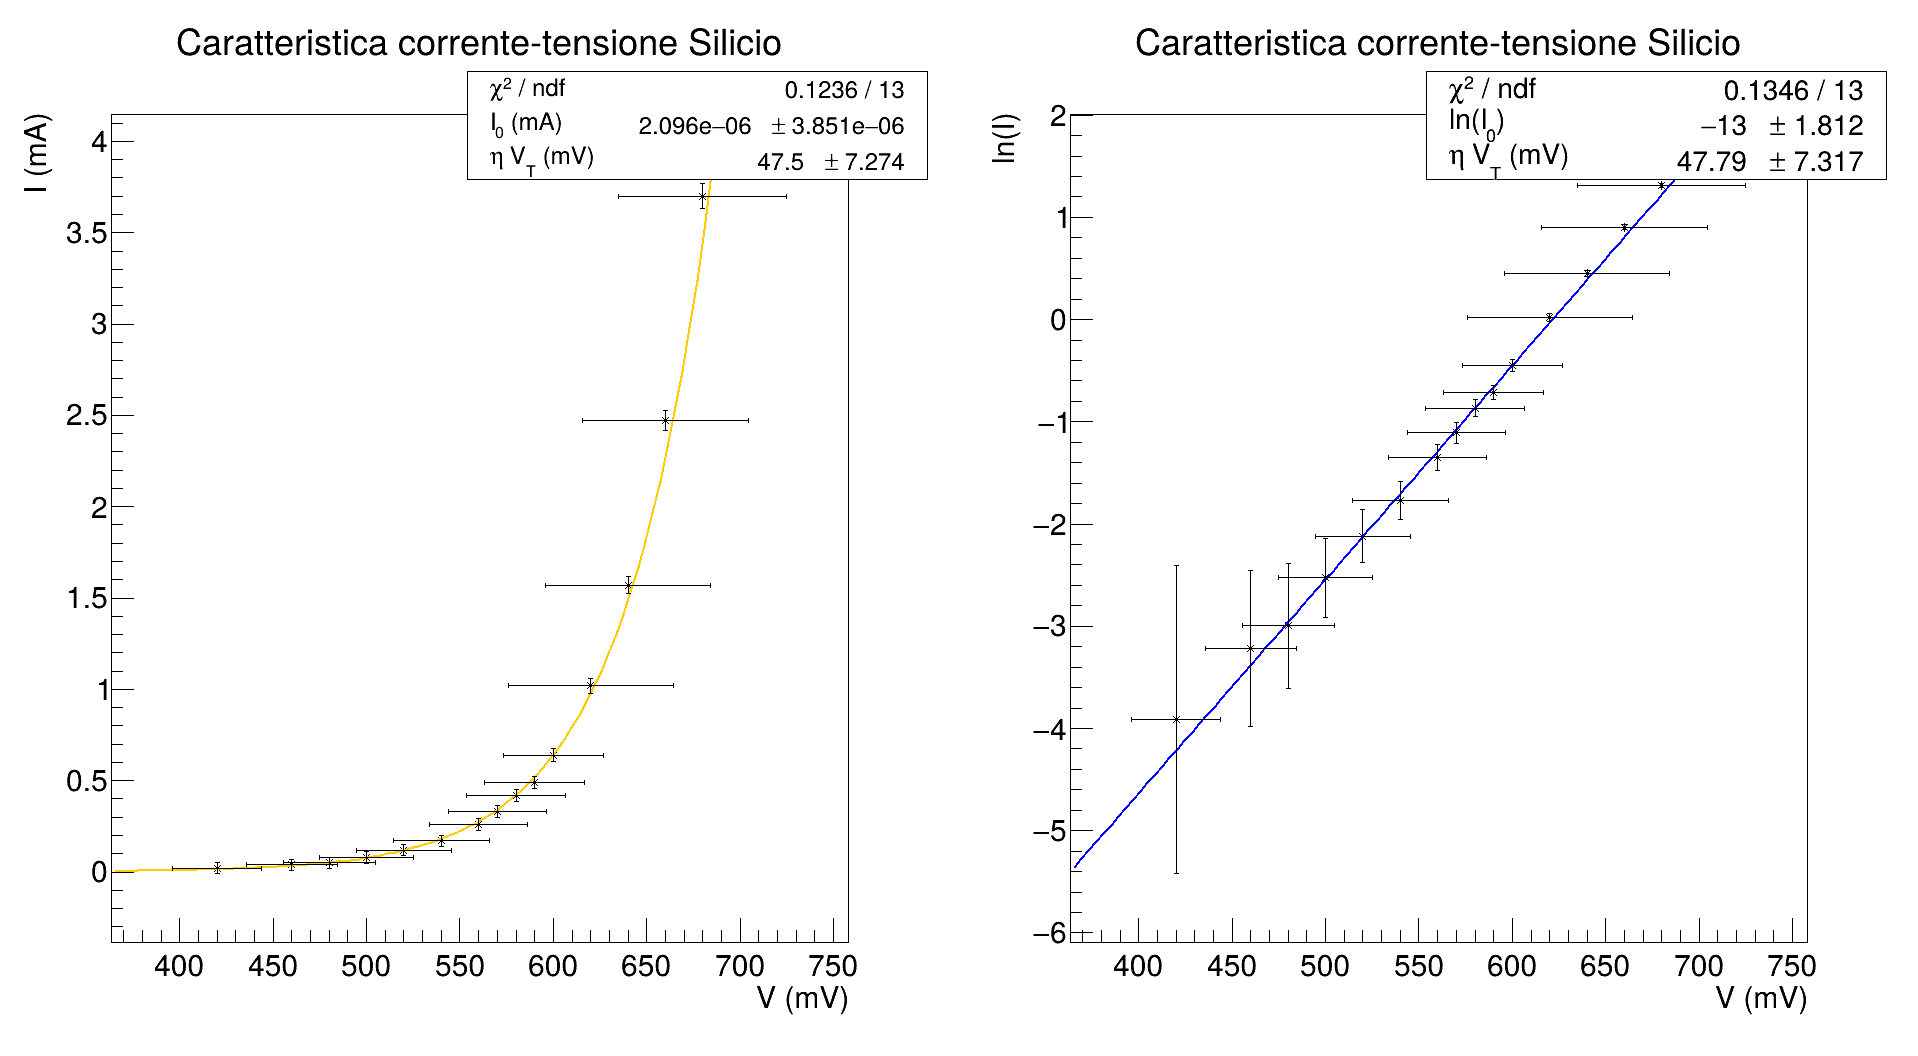 Caratteristica corrente-tensione Silicio
χ² / ndf 0.1236 / 13
I₀ (mA) 2.096e−06 ± 3.851e−06
η V_T (mV) 47.5 ± 7.274
I (mA)
4
3.5
3
2.5
2
1.5
1
0.5
0
400 450 500 550 600 650 700 750
V (mV)
Caratteristica corrente-tensione Silicio
χ² / ndf 0.1346 / 13
ln(I₀) −13 ± 1.812
η V_T (mV) 47.79 ± 7.317
ln(I)
2
1
0
−1
−2
−3
−4
−5
−6
400 450 500 550 600 650 700 750
V (mV)